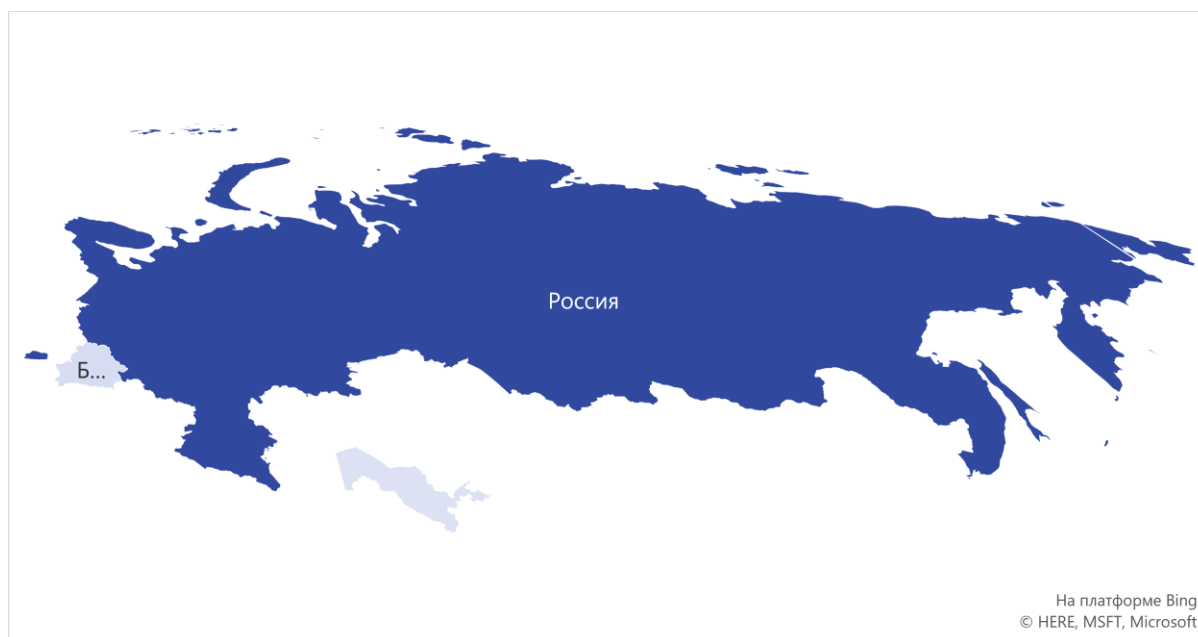 Россия
Б...
На платформе Bing
© HERE, MSFT, Microsoft